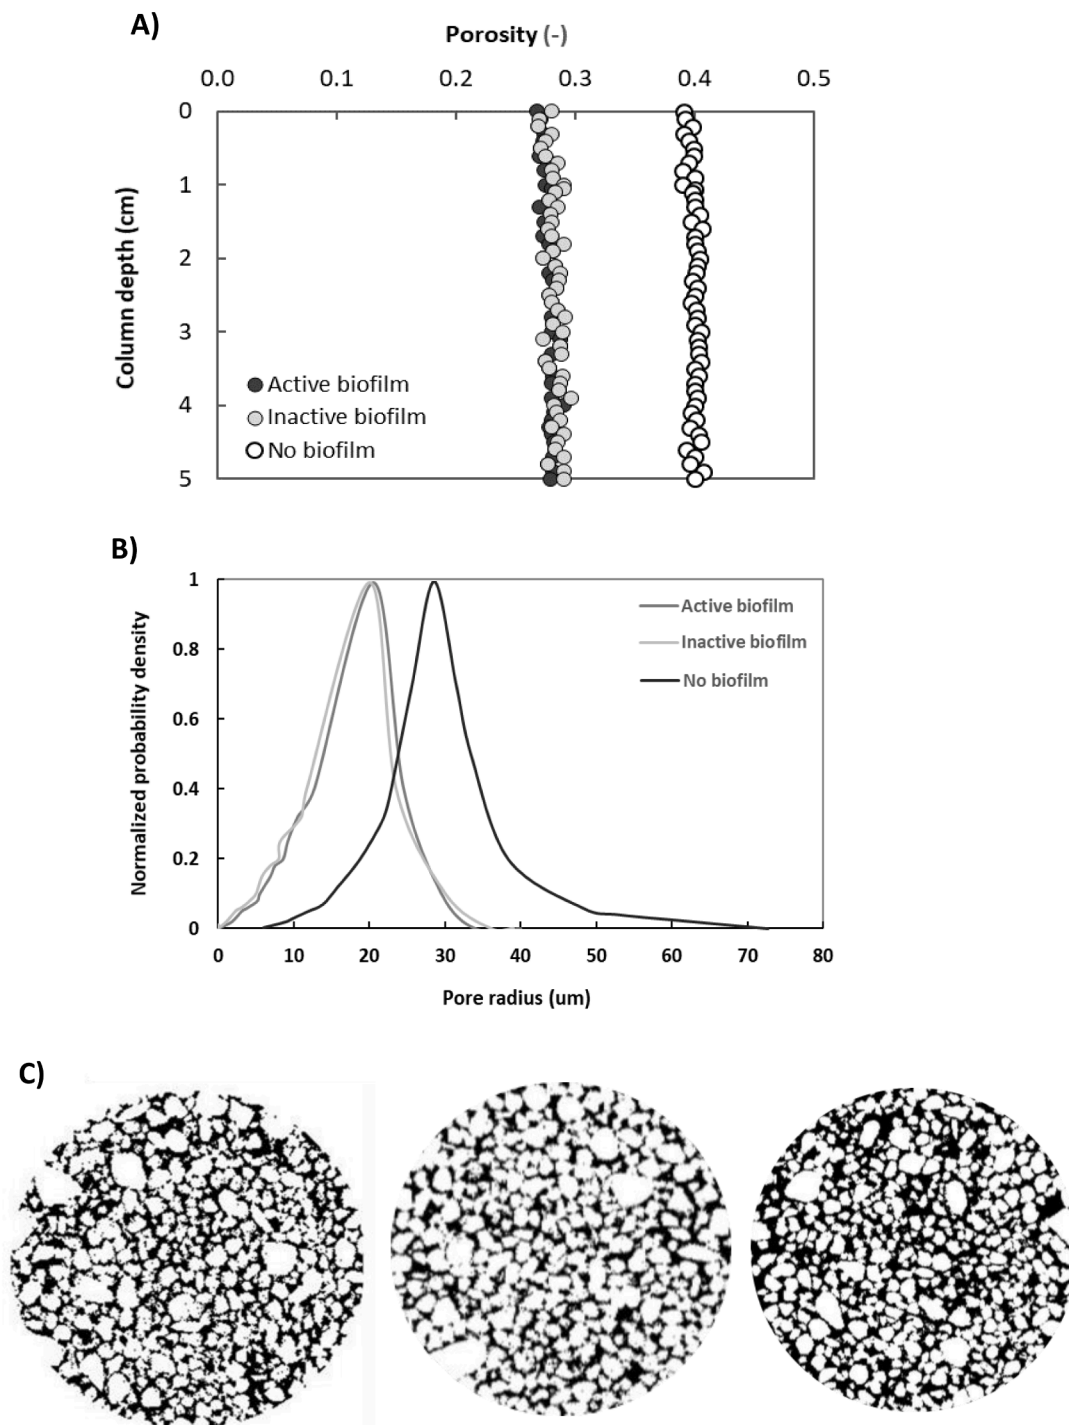 A)
Porosity (-)
0.0 0.1 0.2 0.3 0.4 0.5
0
1
2
3
4
5
Column depth (cm)
Active biofilm
Inactive biofilm
No biofilm
B)
1
0.8
0.6
0.4
0.2
0
Normalized probability density
Active biofilm
Inactive biofilm
No biofilm
0 10 20 30 40 50 60 70 80
Pore radius (um)
C)